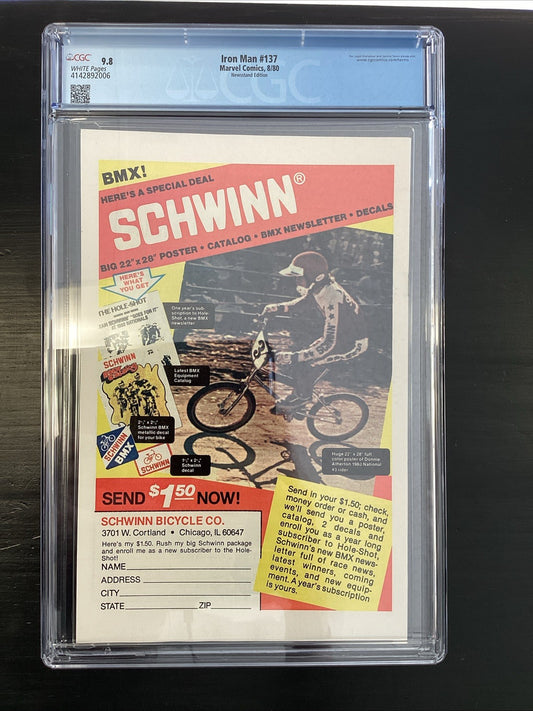 CGC 9.8
WHITE Pages
4142892006
Iron Man #137
Marvel Comics, 8/80
Newsstand Edition
www.cgccomics.com/terms
CGC
BMX!
HERE'S A SPECIAL DEAL
SCHWINN®
BIG 22" x 28" POSTER • CATALOG • BMX NEWSLETTER • DECALS
HERE'S
WHAT
YOU GET
THE HOLE-SHOT
SCHWINN
One year's sub-
scription to Hole-
Shot, a new BMX
newsletter
Latest BMX
Equipment
Catalog
Schwinn BMX
metallic decal
for your bike
SCHWINN
BMX
SCHWINN
Schwinn
decal
Huge 22" x 28" full
color poster of Donnie
Atherton 1980 National
#3 rider
SEND $1.50 NOW!
SCHWINN BICYCLE CO.
3701 W. Cortland • Chicago, IL 60647
Here's my $1.50. Rush my big Schwinn package
and enroll me as a new subscriber to the Hole-
Shot.
NAME
ADDRESS
CITY
STATE ZIP
Send in your $1.50; check,
money order or cash, and
we'll send you a poster,
catalog, 2 decals and
enroll you as a year long
subscriber to Hole-Shot,
Schwinn's new BMX news-
letter full of race news,
latest winners, coming
events, and new equip-
ment. A year's subscription
is yours.